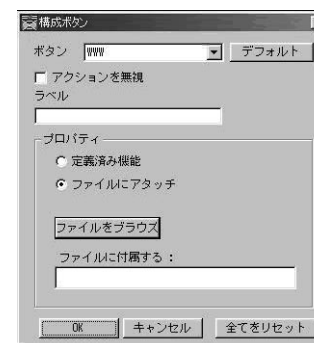 構成ボタン
ボタン WWW デフォルト
アクションを無視
ラベル
プロパティ
定義済み機能
ファイルにアタッチ
ファイルをブラウズ
ファイルに付属する：
OK キャンセル 全てをリセット